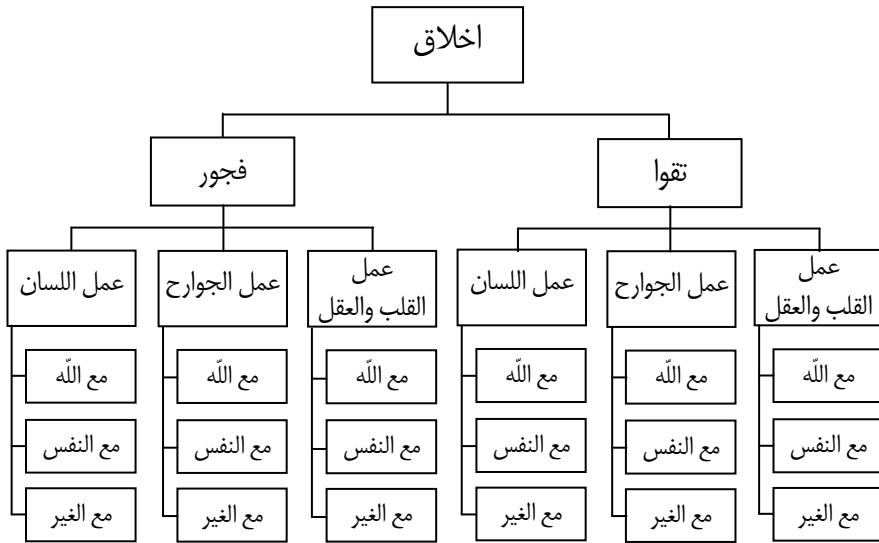 اخلاق
تقوا
فجور
عمل
القلب والعقل
عمل الجوارح
عمل اللسان
عمل
القلب والعقل
عمل الجوارح
عمل اللسان
مع اللّه
مع اللّه
مع اللّه
مع اللّه
مع اللّه
مع اللّه
مع النفس
مع النفس
مع النفس
مع النفس
مع النفس
مع النفس
مع الغير
مع الغير
مع الغير
مع الغير
مع الغير
مع الغير